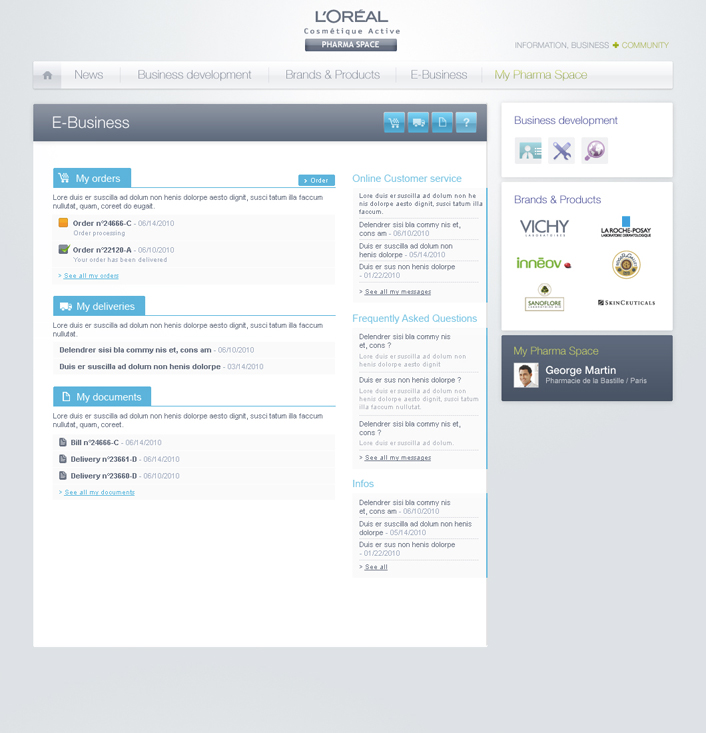 L'ORÉAL
Cosmétique Active
PHARMA SPACE
INFORMATION, BUSINESS + COMMUNITY
News
Business development
Brands & Products
E-Business
My Pharma Space
E-Business
?
My orders
> Order
Lore duis er suscilla ad dolum non henis dolorpe aesto dignit, susci tatum illa faccum
nullutat, quam, coreet do eugait.
Order n°24666-C - 06/14/2010
Order processing
Order n°22120-A - 06/10/2010
Your order has been delivered
> See all my orders
My deliveries
Lore duis er suscilla ad dolum non henis dolorpe aesto dignit, susci tatum illa faccum
nullutat.
Delendrer sisi bla commy nis et, cons am - 06/10/2010
Duis er suscilla ad dolum non henis dolorpe - 03/14/2010
My documents
Lore duis er suscilla ad dolum non henis dolorpe aesto dignit, susci tatum illa faccum
nullutat, quam, coreet.
Bill n°24666-C - 06/14/2010
Delivery n°23661-D - 06/14/2010
Delivery n°23660-D - 06/10/2010
> See all my documents
Online Customer service
Lore duis er suscilla ad dolum non he
nis dolorpe aesto dignit, susci tatum illa
faccum.
Delendrer sisi bla commy nis et,
cons am - 06/10/2010
Duis er suscilla ad dolum non
henis dolorpe - 05/14/2010
Duis er sus non henis dolorpe
- 01/22/2010
> See all my messages
Frequently Asked Questions
Delendrer sisi bla commy nis
et, cons ?
Lore duis er suscilla ad dolum non
henis dolorpe aesto dignit
Duis er sus non henis dolorpe ?
Lore duis er suscilla ad dolum non
henis dolorpe aesto dignit, susci tatum
illa faccum nullutat.
Delendrer sisi bla commy nis et,
cons ?
Lore duis er suscilla ad dolum.
> See all my messages
Infos
Delendrer sisi bla commy nis
et, cons am - 06/10/2010
Duis er suscilla ad dolum non henis
dolorpe - 05/14/2010
Duis er sus non henis dolorpe
- 01/22/2010
> See all
Business development
Brands & Products
VICHY
LABORATOIRES
LA ROCHE-POSAY
LABORATOIRE DERMATOLOGIQUE
innēov
SANOFLORE
SKINCEUTICALS
My Pharma Space
George Martin
Pharmacie de la Bastille / Paris